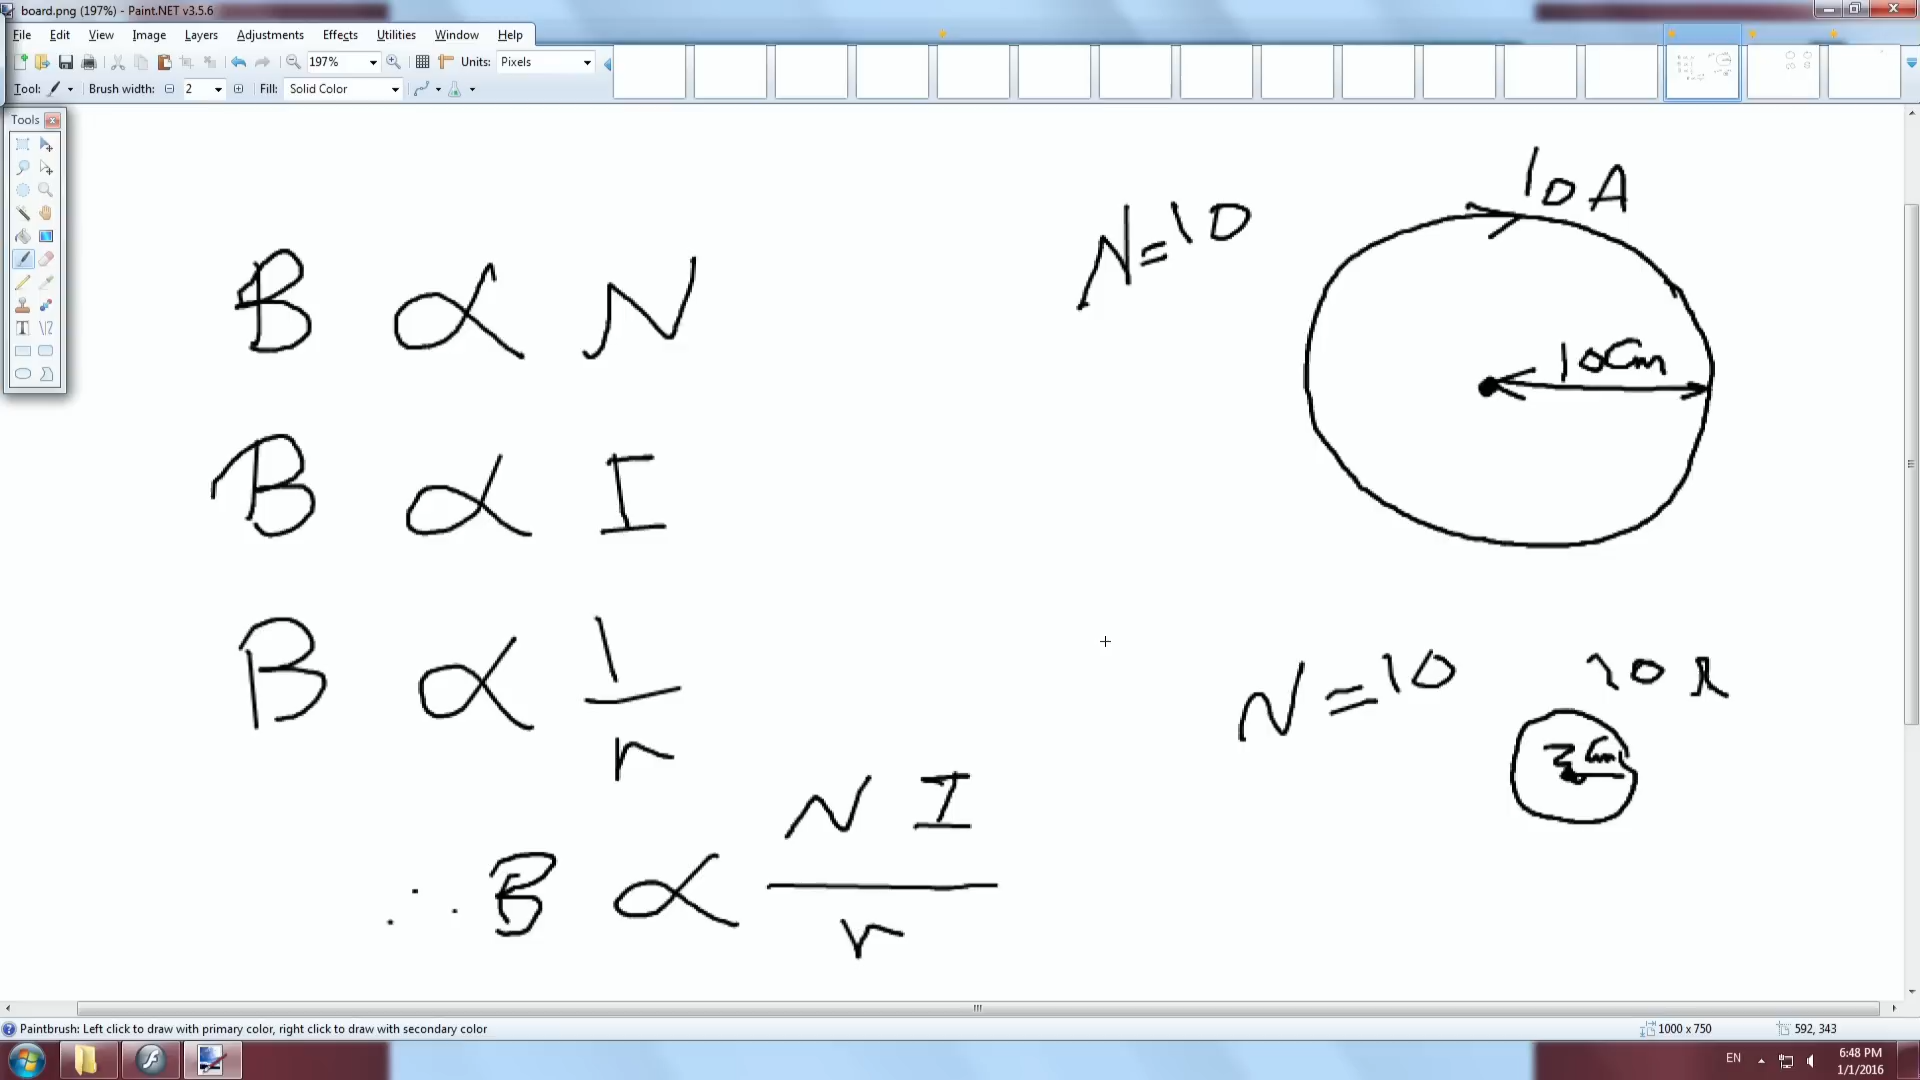 board.png (197%) - Paint.NET v3.5.6
File Edit View Image Layers Adjustments Effects Utilities Window Help
197% Units: Pixels
Tool: Brush width: 2 Fill: Solid Color
Tools
B ∝ N
B ∝ I
B ∝ 1/r
∴ B ∝ N I/r
N=10
10A
10cm
N=10
10
cm
Paintbrush: Left click to draw with primary color, right click to draw with secondary color
1000 x 750
592, 343
EN
6:48 PM
1/1/2016